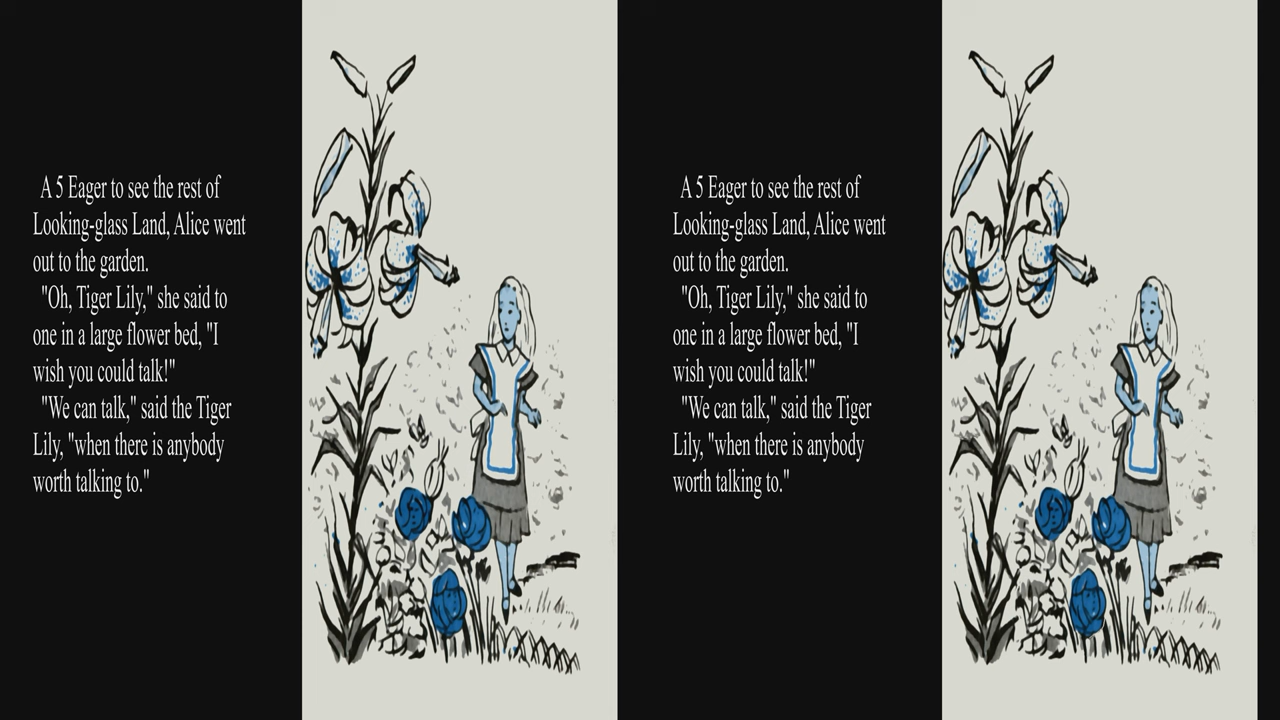 A 5 Eager to see the rest of
Looking-glass Land, Alice went
out to the garden.
"Oh, Tiger Lily," she said to
one in a large flower bed, "I
wish you could talk!"
"We can talk," said the Tiger
Lily, "when there is anybody
worth talking to."
A 5 Eager to see the rest of
Looking-glass Land, Alice went
out to the garden.
"Oh, Tiger Lily," she said to
one in a large flower bed, "I
wish you could talk!"
"We can talk," said the Tiger
Lily, "when there is anybody
worth talking to."